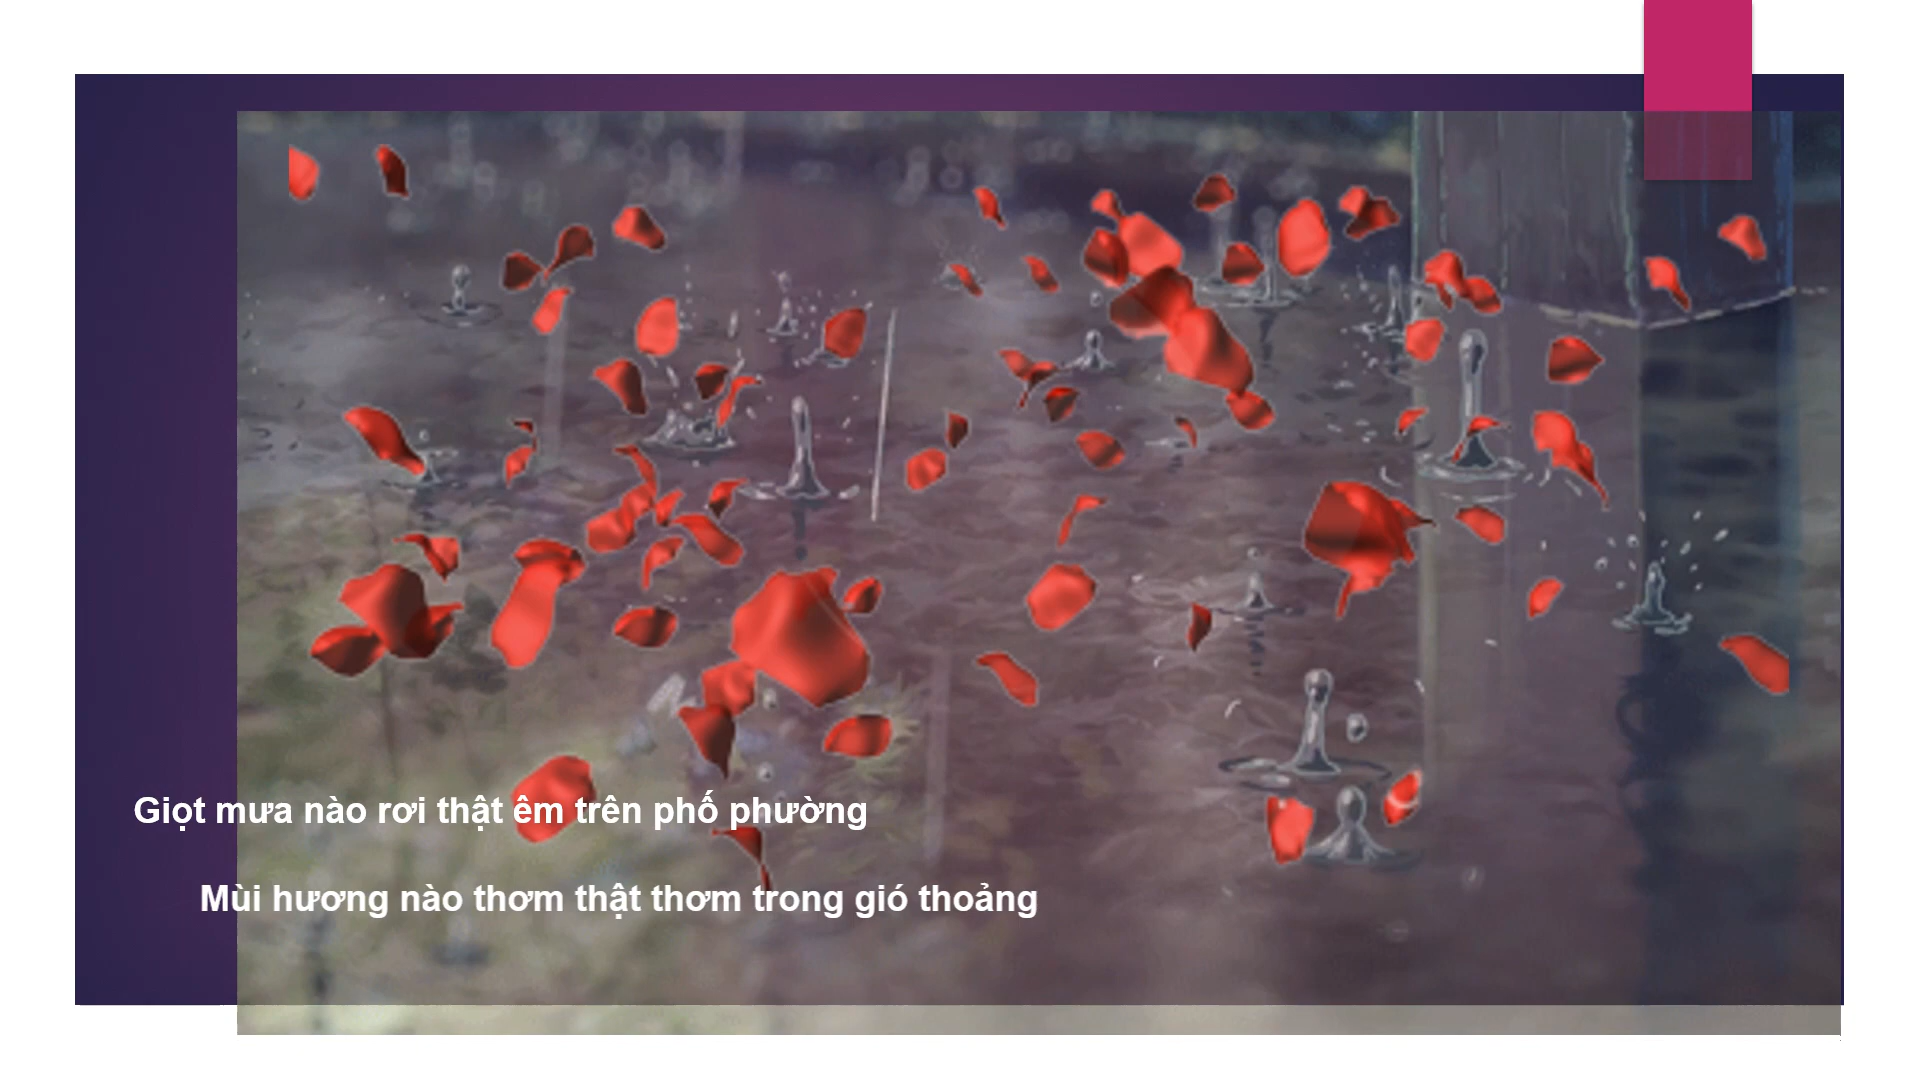 Giọt mưa nào rơi thật êm trên phố phường
Mùi hương nào thơm thật thơm trong gió thoảng